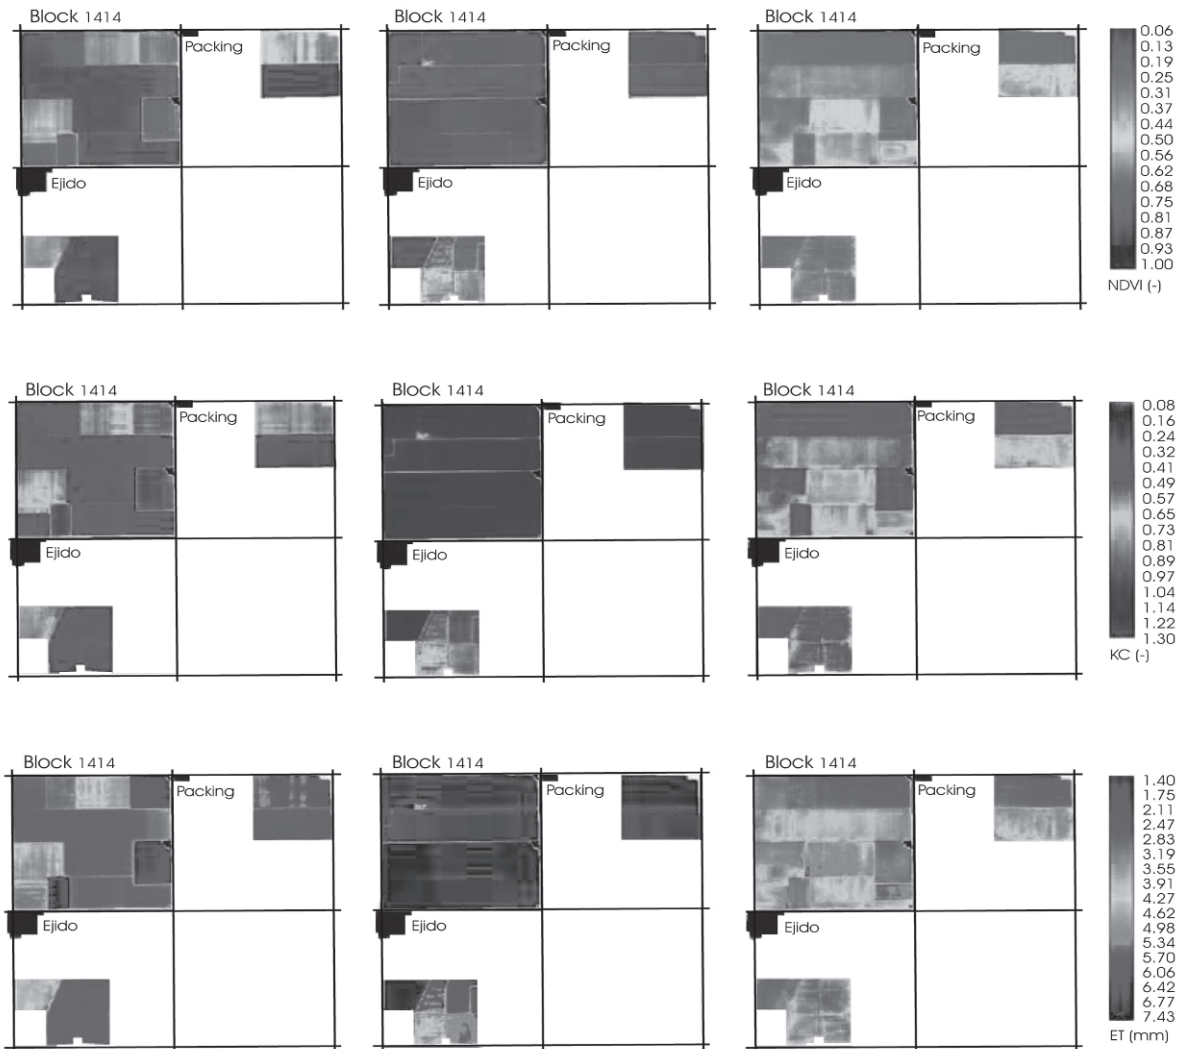 Block 1414
Packing
Ejido
Block 1414
Packing
Ejido
Block 1414
Packing
Ejido
0.06
0.13
0.19
0.25
0.31
0.37
0.44
0.50
0.56
0.62
0.68
0.75
0.81
0.87
0.93
1.00
NDVI (-)
Block 1414
Packing
Ejido
Block 1414
Packing
Ejido
Block 1414
Packing
Ejido
0.08
0.16
0.24
0.32
0.41
0.49
0.57
0.65
0.73
0.81
0.89
0.97
1.04
1.14
1.22
1.30
KC (-)
Block 1414
Packing
Ejido
Block 1414
Packing
Ejido
Block 1414
Packing
Ejido
1.40
1.75
2.11
2.47
2.83
3.19
3.55
3.91
4.27
4.62
4.98
5.34
5.70
6.06
6.42
6.77
7.43
ET (mm)